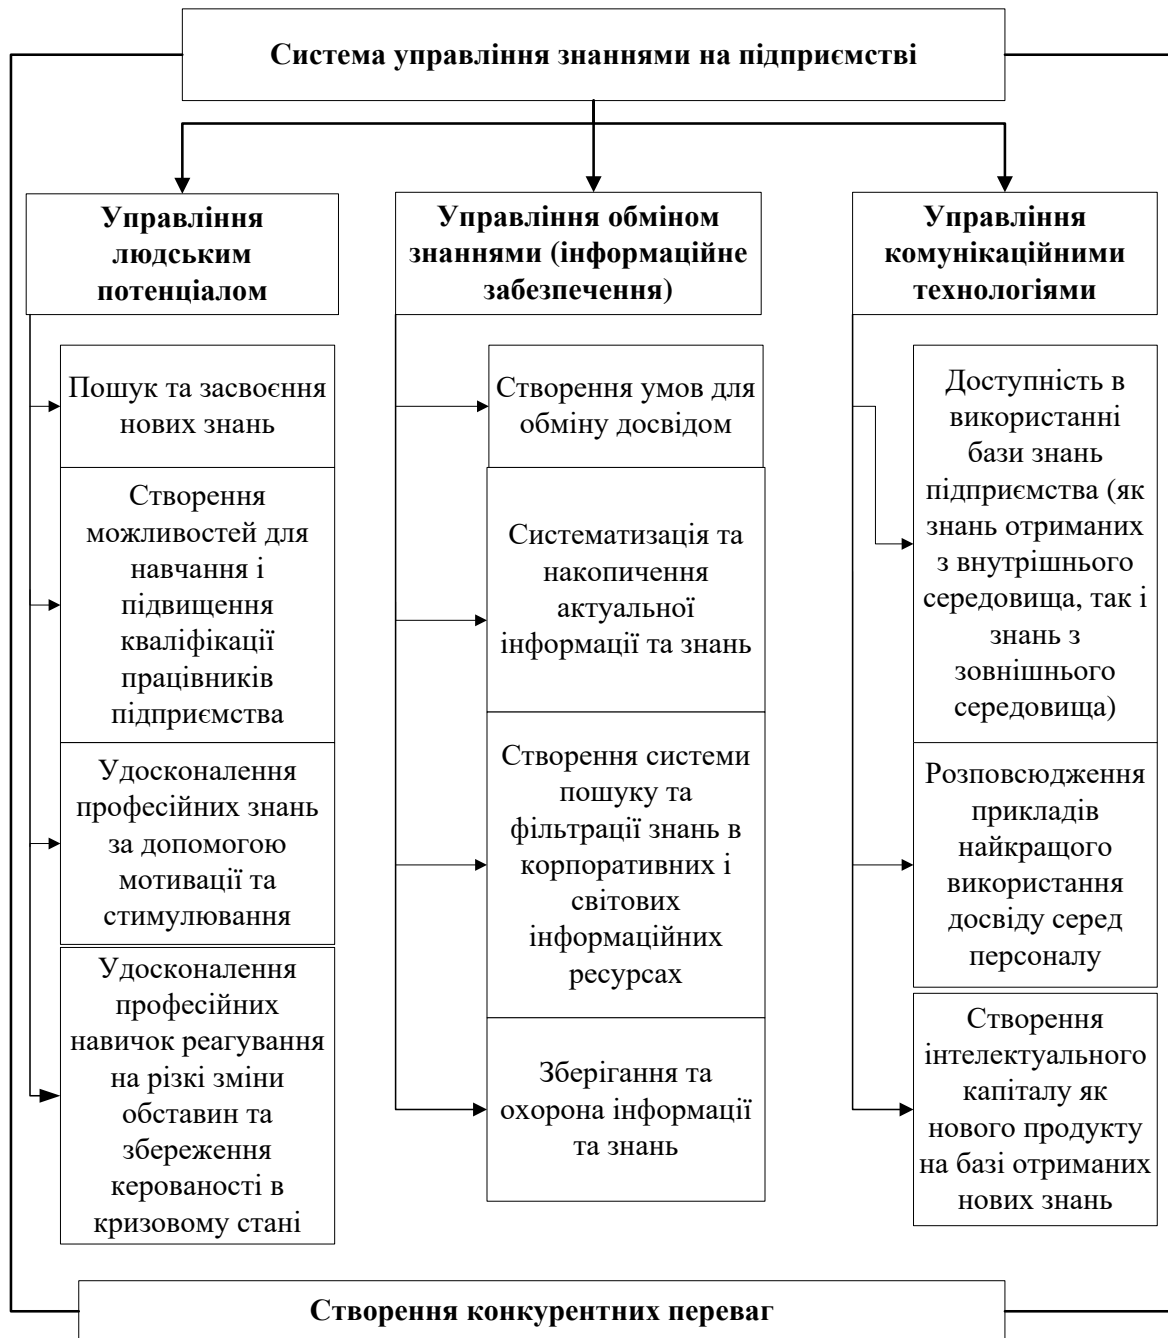 Система управління знаннями на підприємстві
Управління
людським
потенціалом
Управління обміном
знаннями (інформаційне
забезпечення)
Управління
комунікаційними
технологіями
Пошук та засвоєння
нових знань
Створення
можливостей для
навчання і
підвищення
кваліфікації
працівників
підприємства
Удосконалення
професійних знань
за допомогою
мотивації та
стимулювання
Удосконалення
професійних
навичок реагування
на різкі зміни
обставин та
збереження
керованості в
кризовому стані
Створення умов для
обміну досвідом
Систематизація та
накопичення
актуальної
інформації та знань
Створення системи
пошуку та
фільтрації знань в
корпоративних і
світових
інформаційних
ресурсах
Зберігання та
охорона інформації
та знань
Доступність в
використанні
бази знань
підприємства (як
знань отриманих
з внутрішнього
середовища, так і
знань з
зовнішнього
середовища)
Розповсюдження
прикладів
найкращого
використання
досвіду серед
персоналу
Створення
інтелектуального
капіталу як
нового продукту
на базі отриманих
нових знань
Створення конкурентних переваг